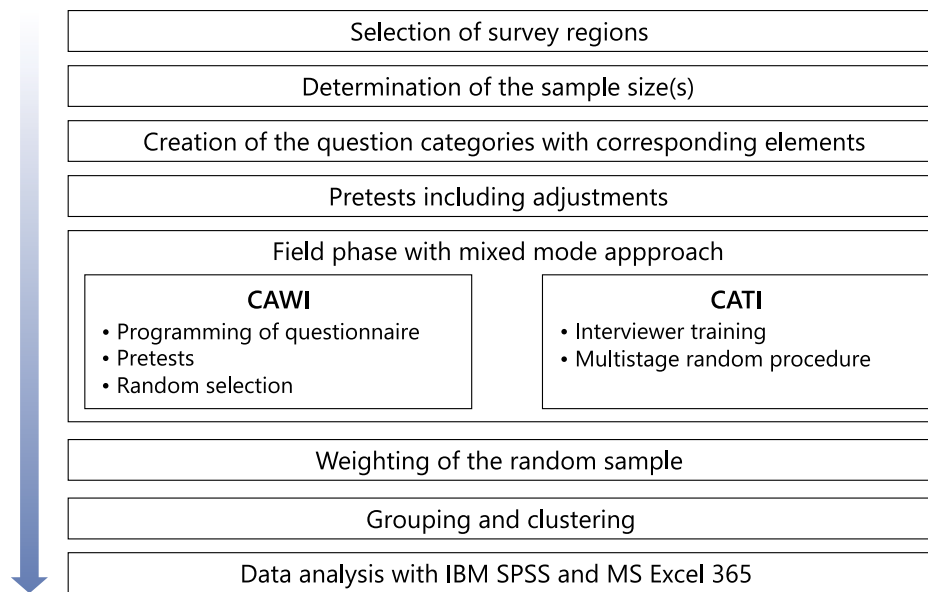 Selection of survey regions
Determination of the sample size(s)
Creation of the question categories with corresponding elements
Pretests including adjustments
Field phase with mixed mode appproach
CAWI
• Programming of questionnaire
• Pretests
• Random selection
CATI
• Interviewer training
• Multistage random procedure
Weighting of the random sample
Grouping and clustering
Data analysis with IBM SPSS and MS Excel 365